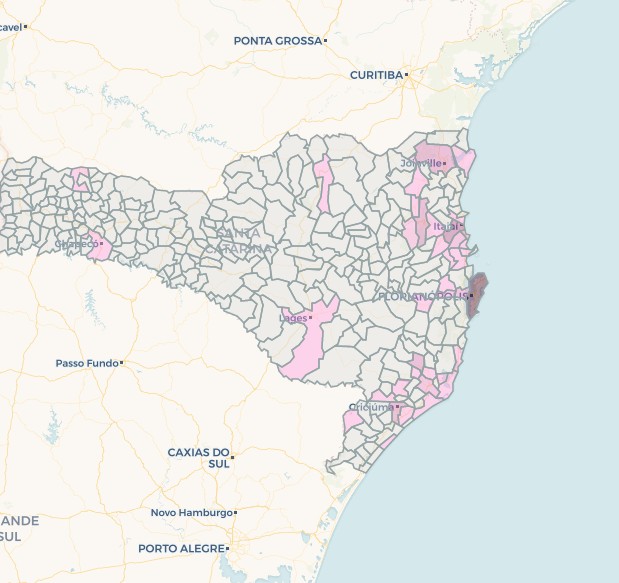 cavel
PONTA GROSSA
CURITIBA
Joinville
Itajaí
SANTA
CATARINA
Chapecó
FLORIANÓPOLIS
Lages
Passo Fundo
Criciúma
CAXIAS DO
SUL
Novo Hamburgo
ANDE
SUL
PORTO ALEGRE